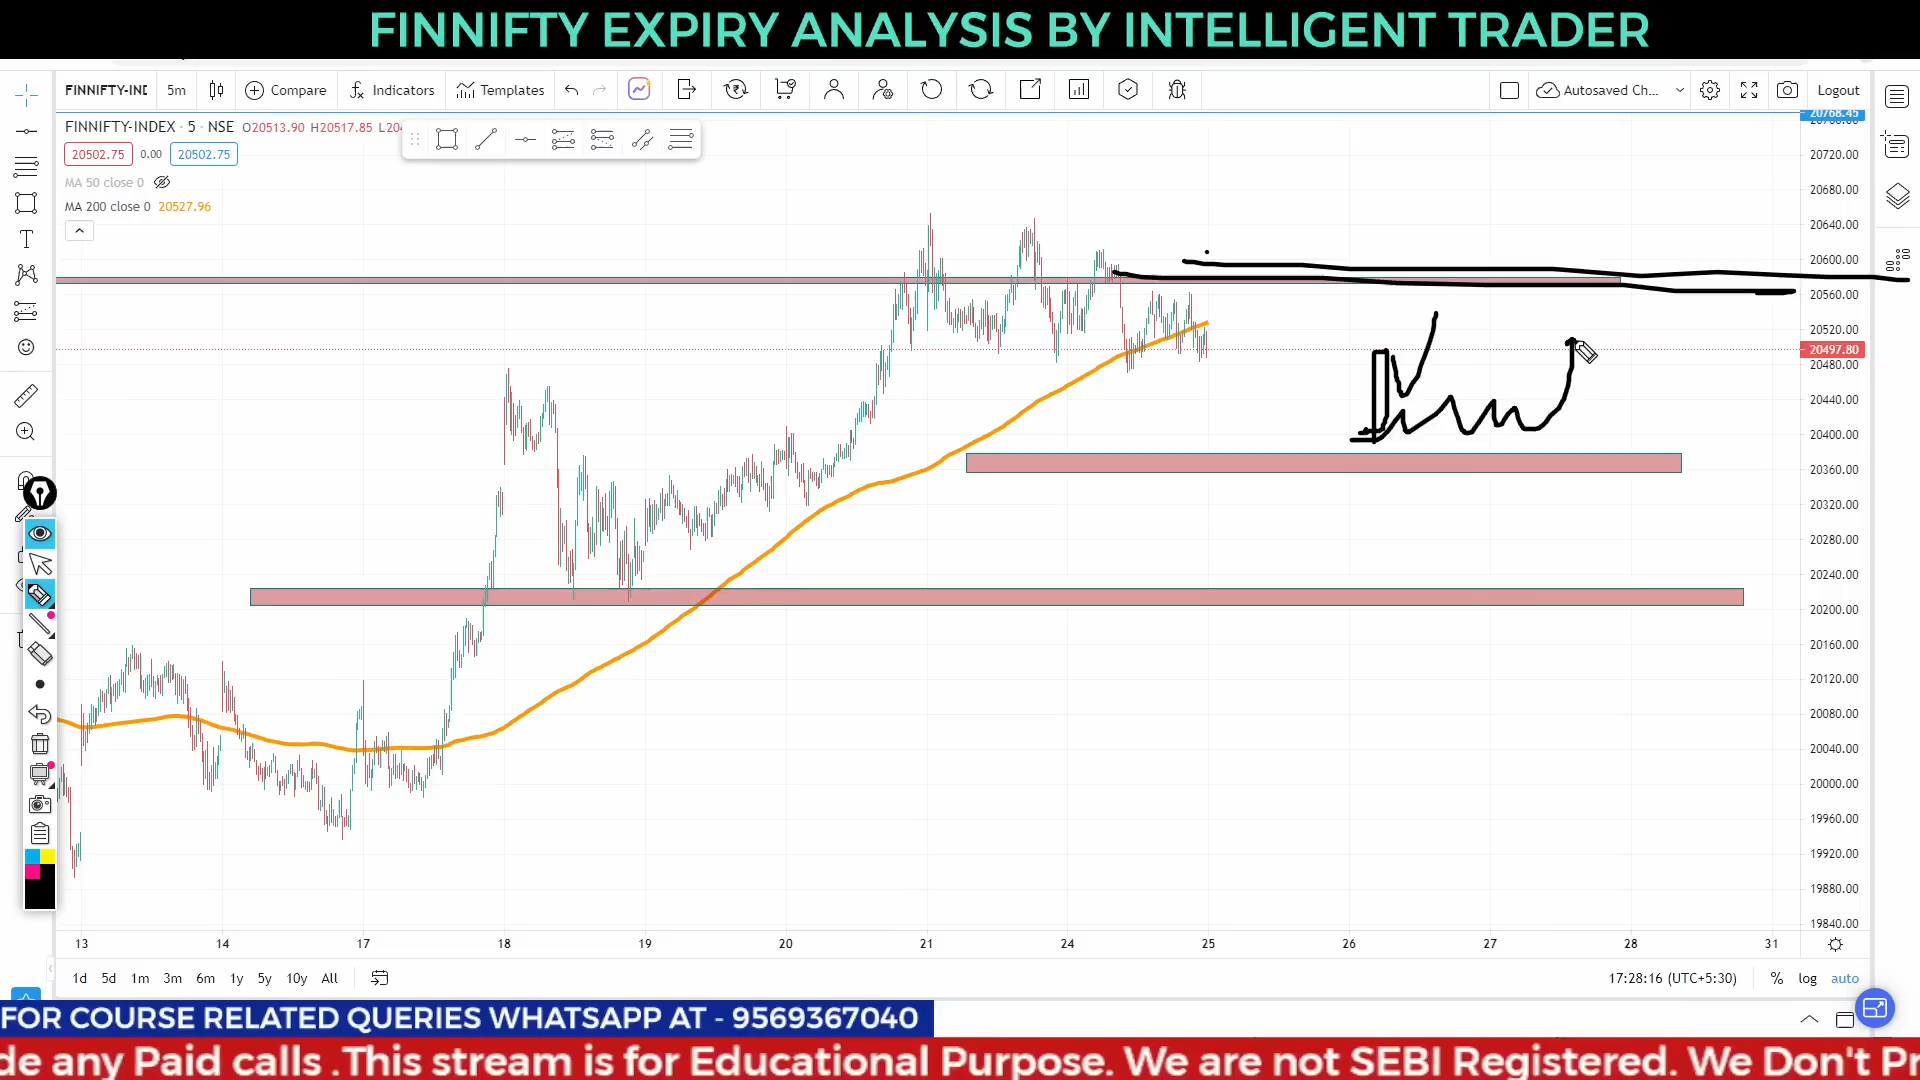 FINNIFTY EXPIRY ANALYSIS BY INTELLIGENT TRADER
5m Compare Indicators Templates Autosaved Ch... Logout
FINNIFTY-INDEX · 5 · NSE O20513.90 H20517.85
20502.75 0.00 20502.75
MA 50 close 0
MA 200 close 0 20527.96
20768.45
20720.00
20680.00
20640.00
20600.00
20560.00
20520.00
20497.80
20480.00
20440.00
20400.00
20360.00
20320.00
20280.00
20240.00
20200.00
20160.00
20120.00
20080.00
20040.00
20000.00
19960.00
19920.00
19880.00
19840.00
13 14 17 18 19 20 21 24 25 26 27 28 31
1d 5d 1m 3m 6m 1y 5y 10y All 17:28:16 (UTC+5:30) % log auto
FOR COURSE RELATED QUERIES WHATSAPP AT - 9569367040
de any Paid calls .This stream is for Educational Purpose. We are not SEBI Registered. We Don't Pr